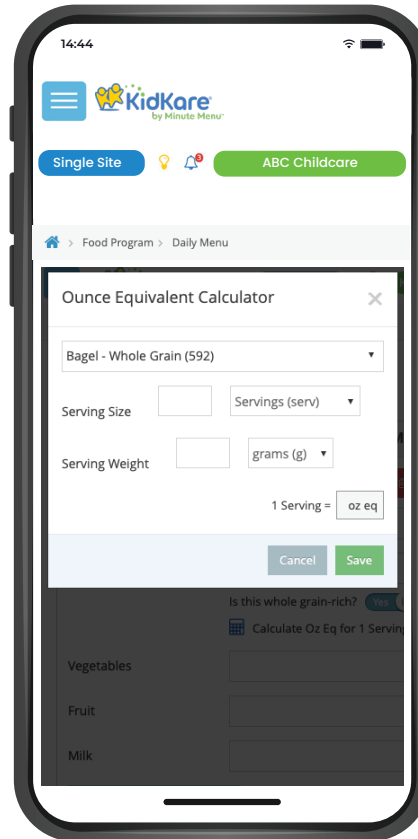 14:44
KidKare
by Minute Menu
Single Site
3
ABC Childcare
> Food Program > Daily Menu
Ounce Equivalent Calculator ×
Bagel - Whole Grain (592)
Serving Size Servings (serv)
Serving Weight grams (g)
1 Serving = oz eq
Cancel Save
Is this whole grain-rich? Yes
Calculate Oz Eq for 1 Serving
Vegetables
Fruit
Milk